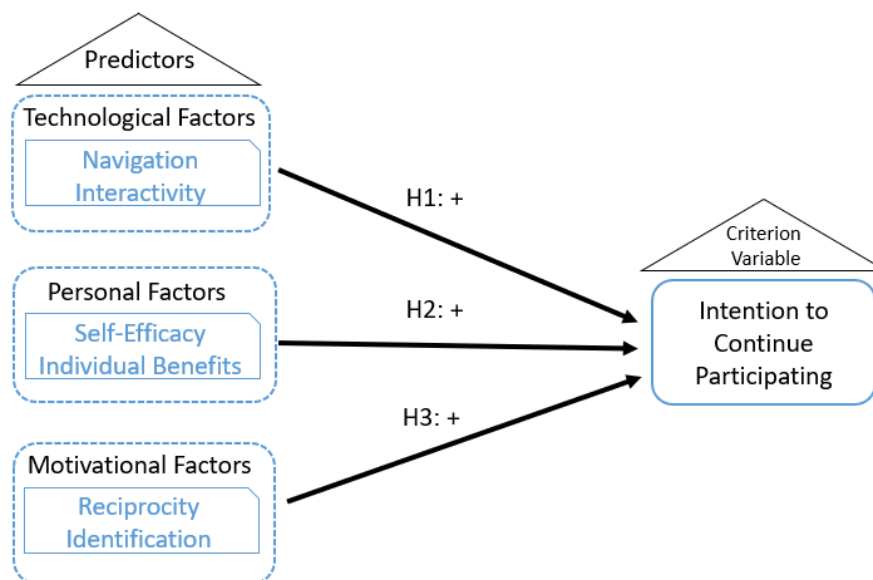 Predictors
Technological Factors
Navigation
Interactivity
H1: +
Criterion
Variable
Personal Factors
Self-Efficacy
Individual Benefits
H2: +
Intention to
Continue
Participating
H3: +
Motivational Factors
Reciprocity
Identification